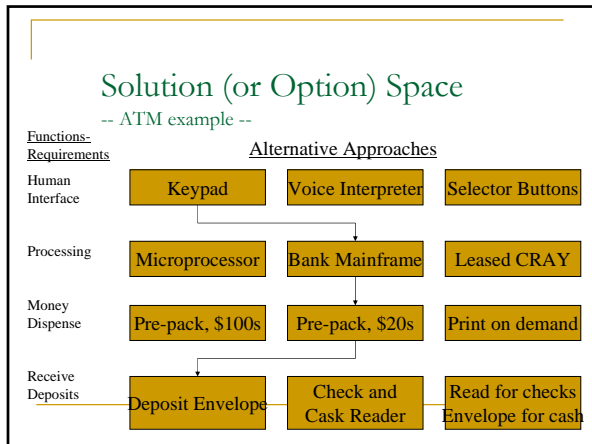 Solution (or Option) Space
-- ATM example --
Functions-
Requirements
Alternative Approaches
Human
Interface
Keypad
Voice Interpreter
Selector Buttons
Processing
Microprocessor
Bank Mainframe
Leased CRAY
Money
Dispense
Pre-pack, $100s
Pre-pack, $20s
Print on demand
Receive
Deposits
Deposit Envelope
Check and
Cask Reader
Read for checks
Envelope for cash